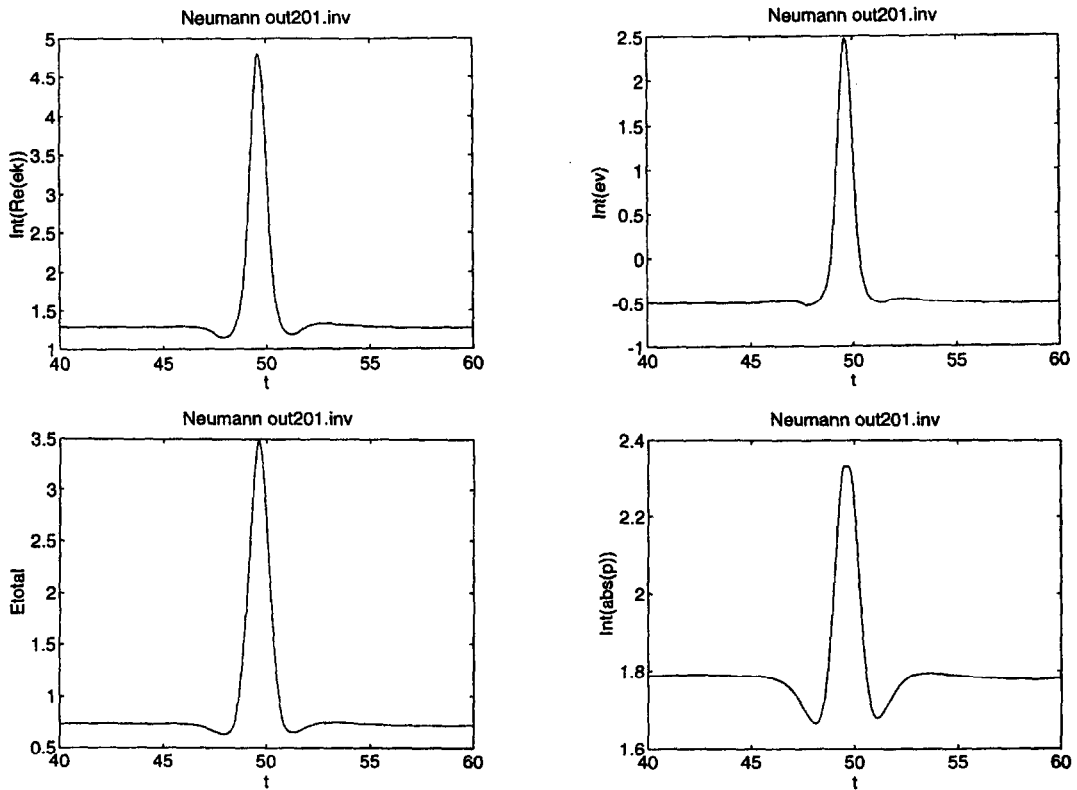 Neumann out201.inv
Int(Re(ek))
5
4.5
4
3.5
3
2.5
2
1.5
1
40 45 50 55 60
t
Neumann out201.inv
Int(ev)
2.5
2
1.5
1
0.5
0
-0.5
-1
40 45 50 55 60
t
Neumann out201.inv
Etotal
3.5
3
2.5
2
1.5
1
0.5
40 45 50 55 60
t
Neumann out201.inv
Int(abs(p))
2.4
2.2
2
1.8
1.6
40 45 50 55 60
t